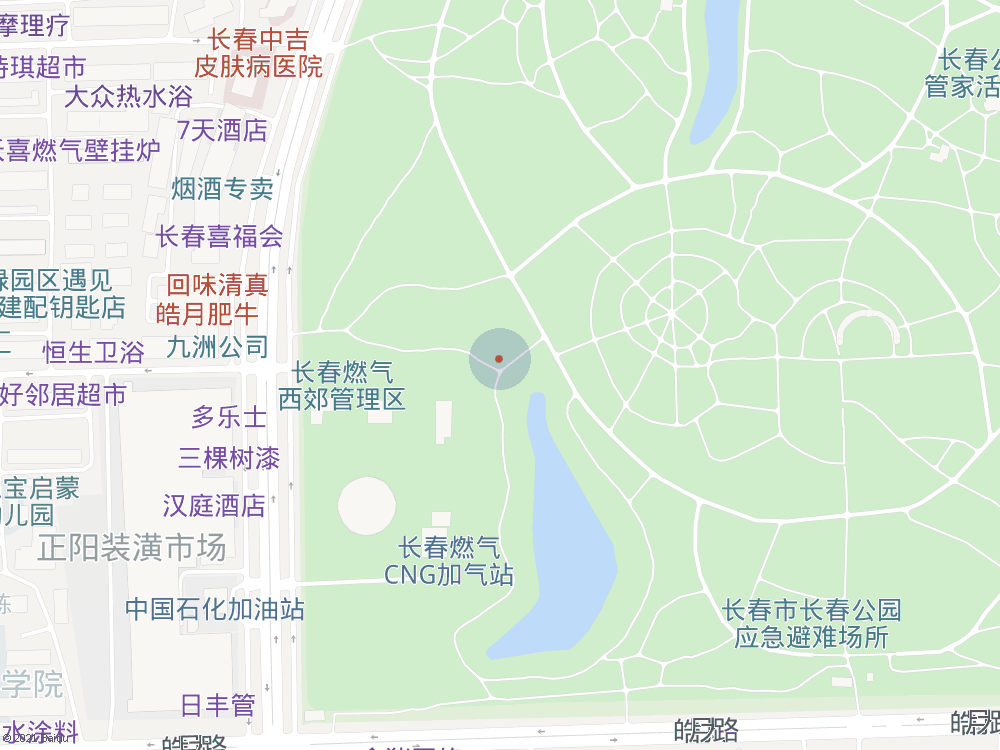 摩理疗
长春中吉
皮肤病医院
特琪超市
长春公
管家活
大众热水浴
7天酒店
天喜燃气壁挂炉
烟酒专卖
长春喜福会
绿园区遇见
建配钥匙店
回味清真
皓月肥牛
恒生卫浴
九洲公司
长春燃气
西郊管理区
好邻居超市
多乐士
三棵树漆
宝启蒙
儿园
汉庭酒店
正阳装潢市场
长春燃气
CNG加气站
栋
中国石化加油站
长春市长春公园
应急避难场所
学院
日丰管
水涂料
皓月路
皓月路
© 2021 Baidu